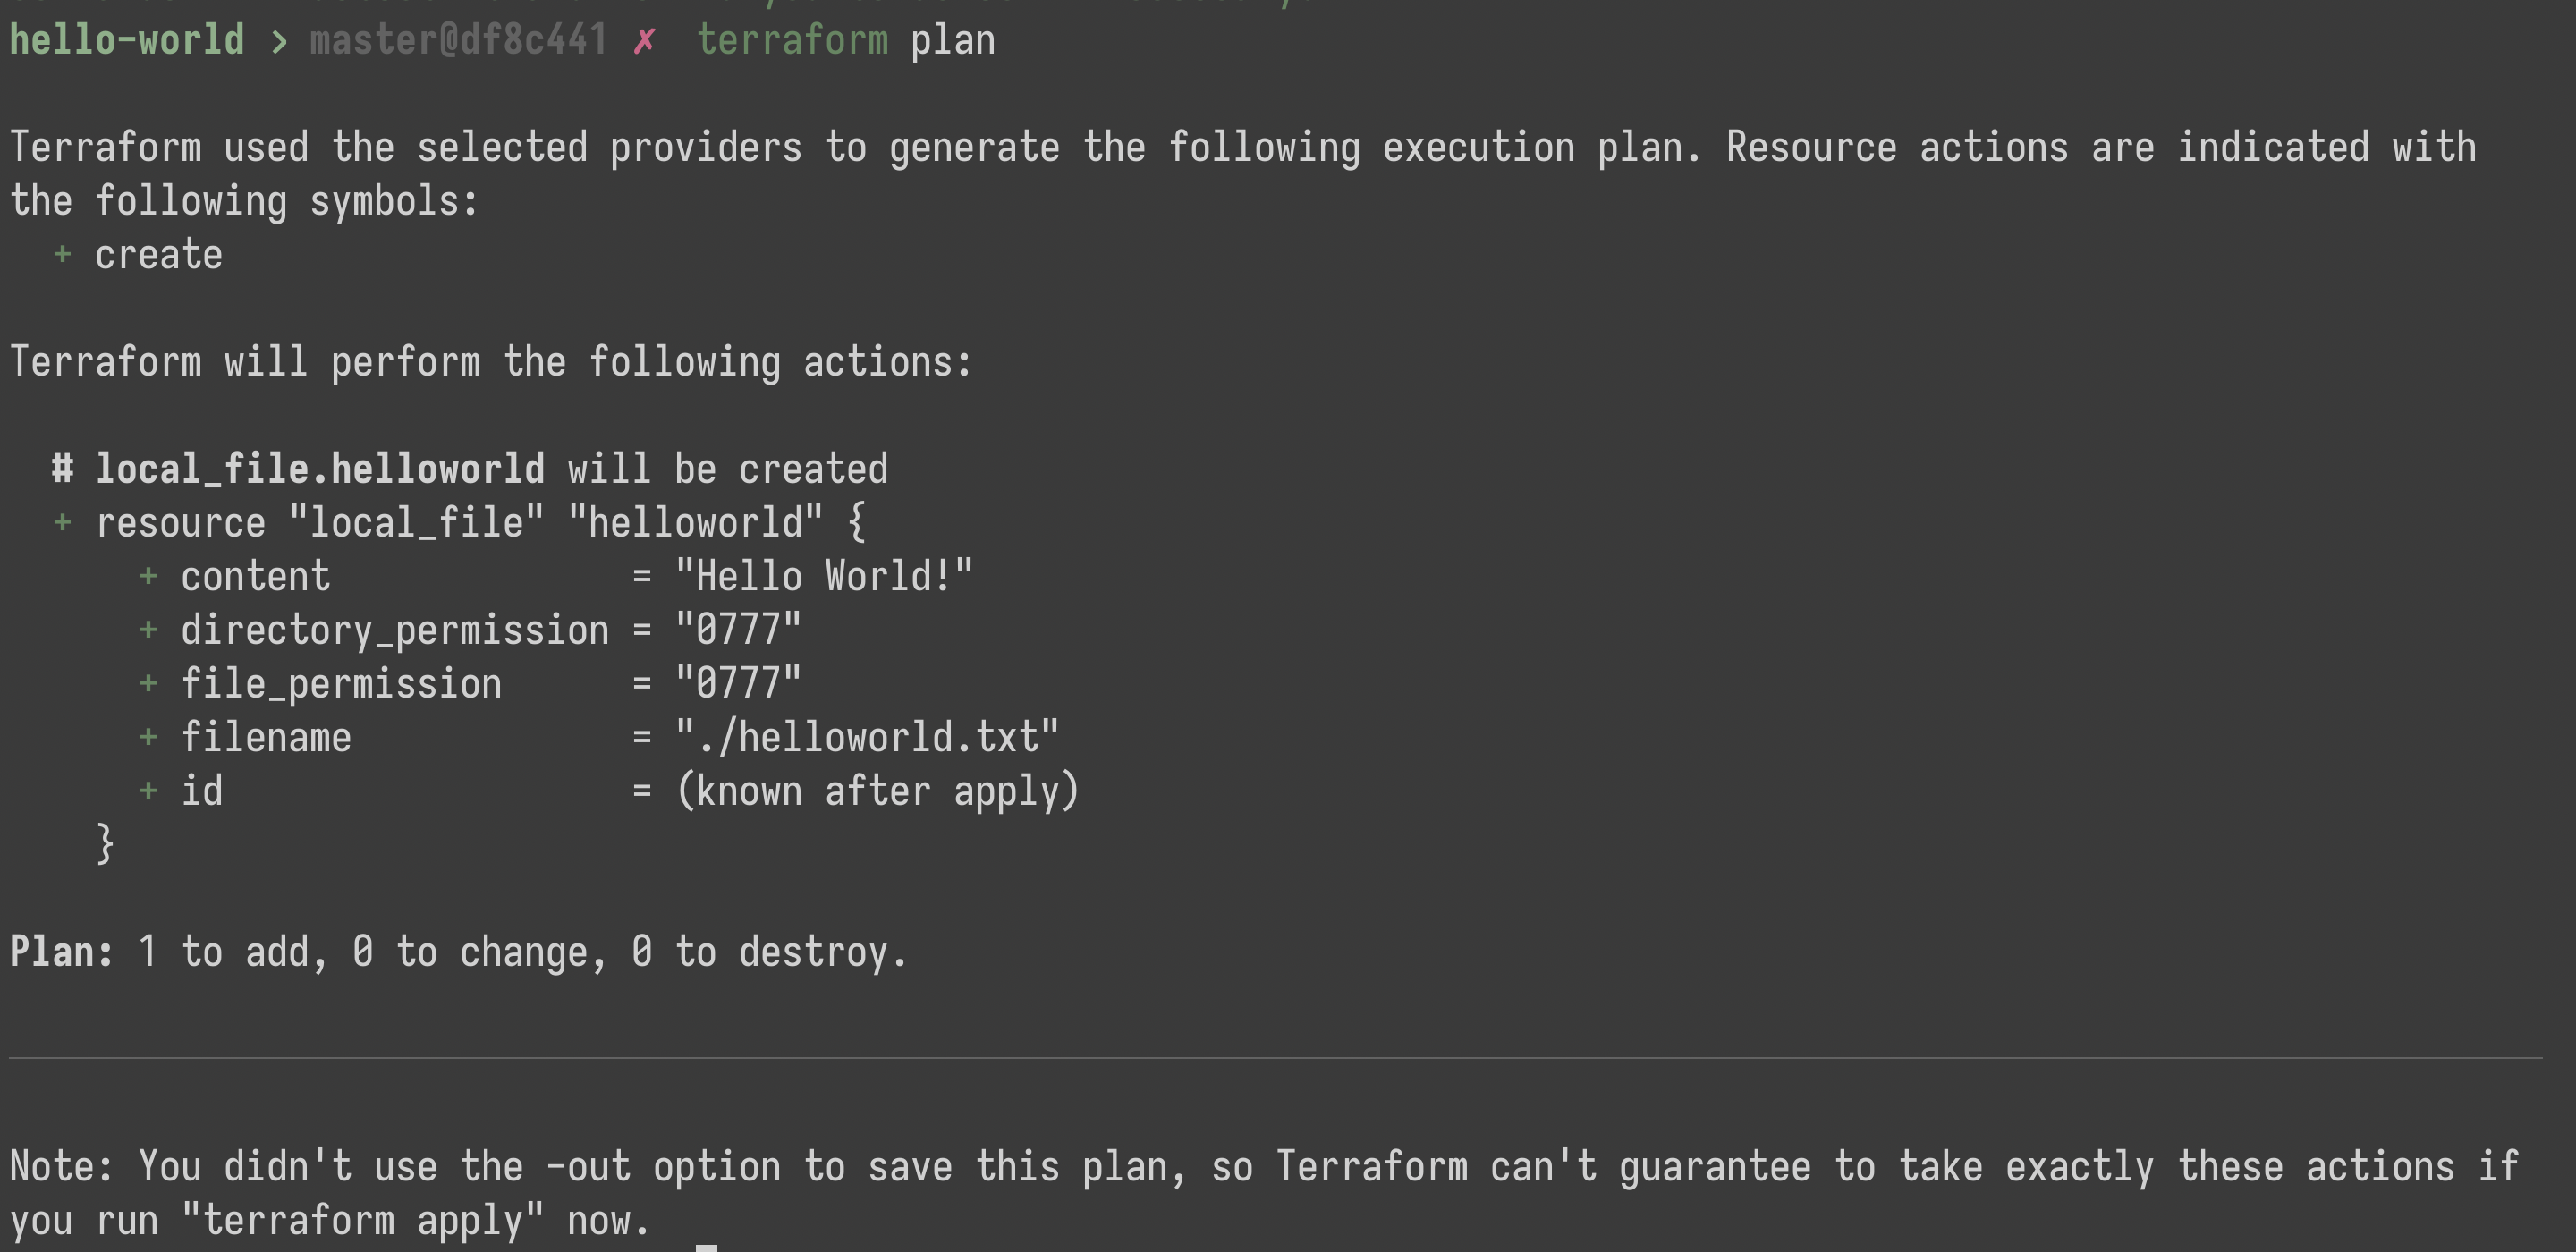 hello-world > master@df8c441 ✗ terraform plan
Terraform used the selected providers to generate the following execution plan. Resource actions are indicated with
the following symbols:
  + create
Terraform will perform the following actions:
  # local_file.helloworld will be created
  + resource "local_file" "helloworld" {
      + content              = "Hello World!"
      + directory_permission = "0777"
      + file_permission      = "0777"
      + filename             = "./helloworld.txt"
      + id                   = (known after apply)
    }
Plan: 1 to add, 0 to change, 0 to destroy.
Note: You didn't use the -out option to save this plan, so Terraform can't guarantee to take exactly these actions if
you run "terraform apply" now.